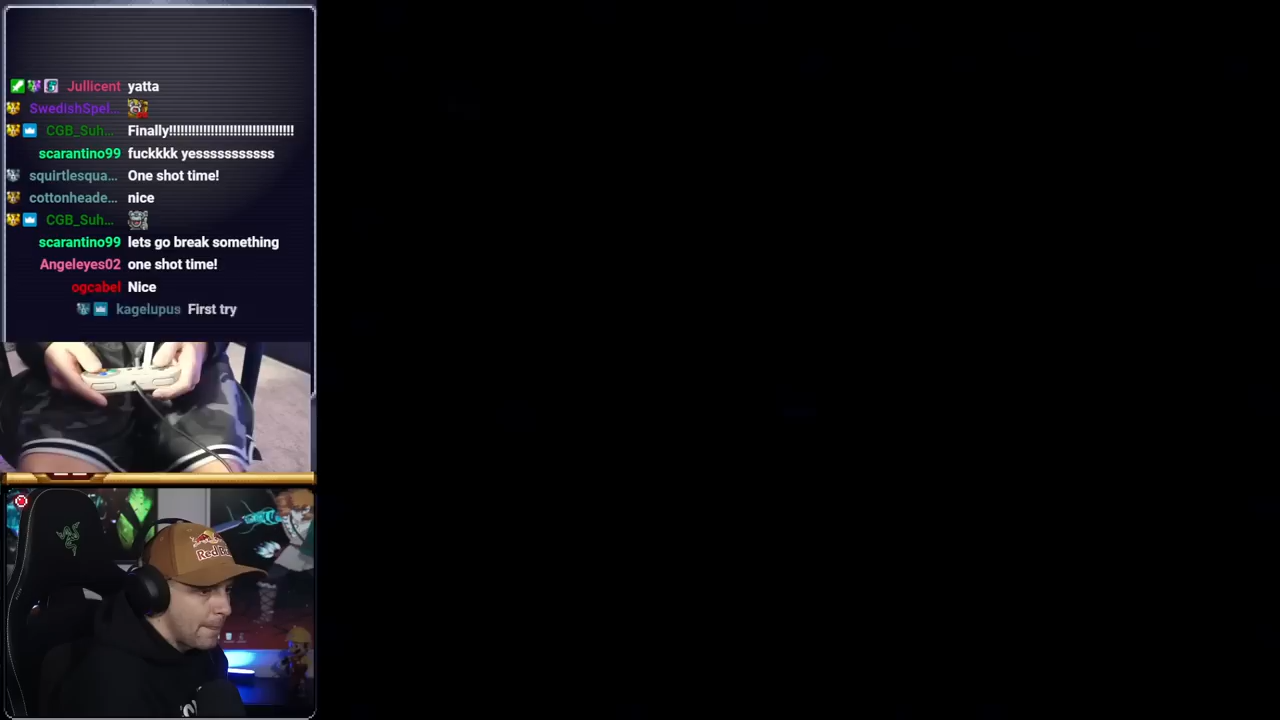 Jullicent yatta
SwedishSpel...
CGB_Suh... Finally!!!!!!!!!!!!!!!!!!!!!!!!!!!!!!!!!!
scarantino99 fuckkkk yesssssssssss
squirtlesqua... One shot time!
cottonheade... nice
CGB_Suh...
scarantino99 lets go break something
Angeleyes02 one shot time!
ogcabel Nice
kagelupus First try
Red Bu